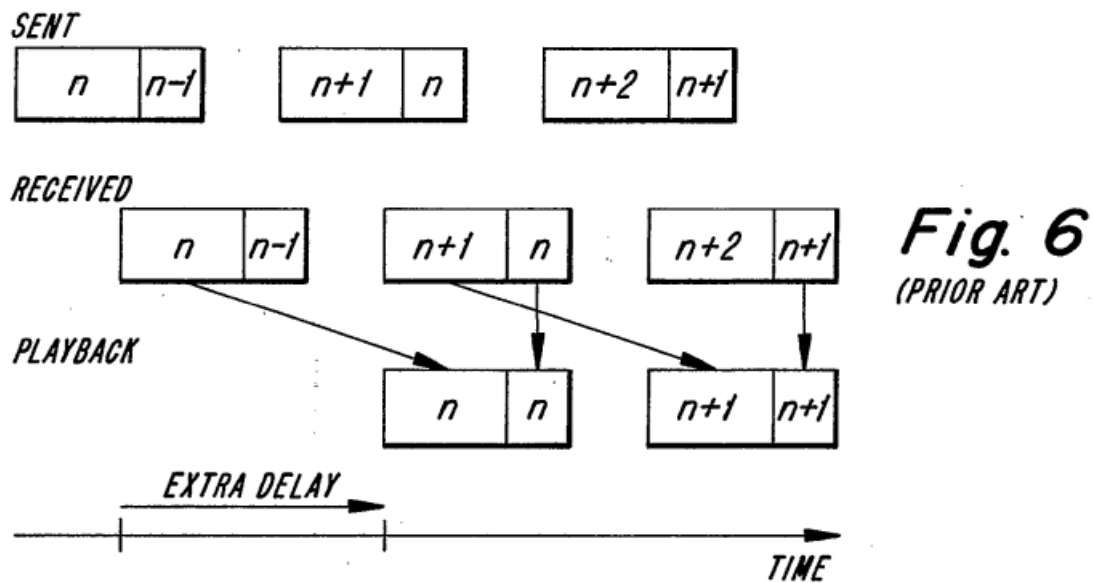 SENT
n n-1 n+1 n n+2 n+1
RECEIVED
n n-1 n+1 n n+2 n+1
Fig. 6
(PRIOR ART)
PLAYBACK
n n n+1 n+1
EXTRA DELAY
TIME